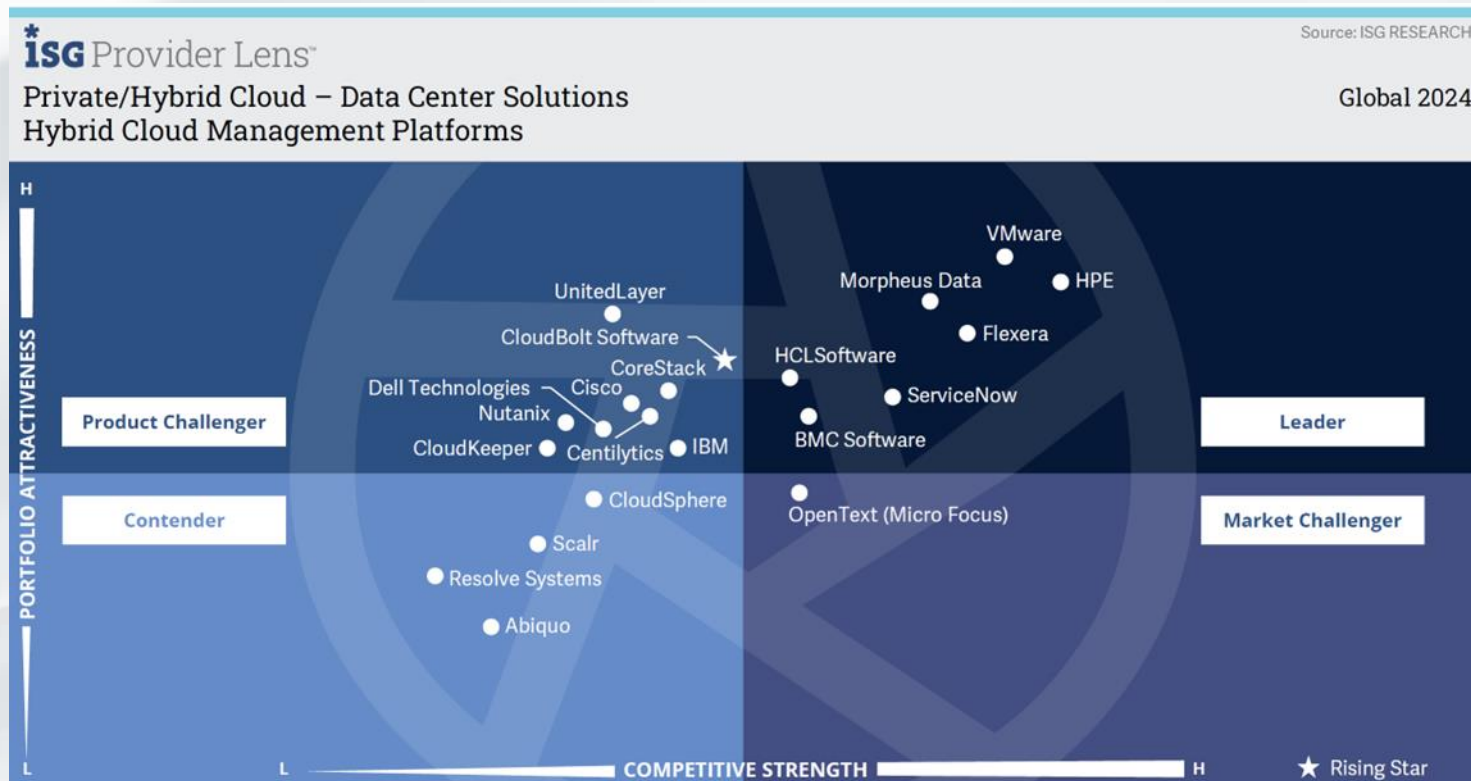 Source: ISG RESEARCH
ISG Provider Lens™
Private/Hybrid Cloud – Data Center Solutions
Global 2024
Hybrid Cloud Management Platforms
H
PORTFOLIO ATTRACTIVENESS
L
VMware
HPE
Morpheus Data
Flexera
UnitedLayer
CloudBolt Software
HCLSoftware
CoreStack
Dell Technologies
Cisco
ServiceNow
Nutanix
BMC Software
CloudKeeper
Centilytics
IBM
Product Challenger
Leader
Contender
Market Challenger
CloudSphere
OpenText (Micro Focus)
Scalr
Resolve Systems
Abiquo
L
COMPETITIVE STRENGTH
H
Rising Star